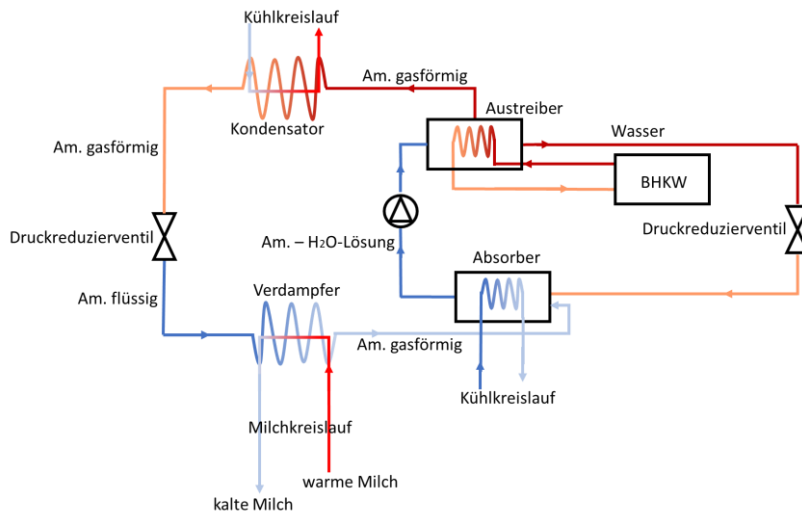 Kühlkreislauf
Am. gasförmig
Austreiber
Wasser
Kondensator
Am. gasförmig
BHKW
Druckreduzierventil
Am. – H₂O-Lösung
Druckreduzierventil
Absorber
Verdampfer
Am. flüssig
Am. gasförmig
Kühlkreislauf
Milchkreislauf
warme Milch
kalte Milch